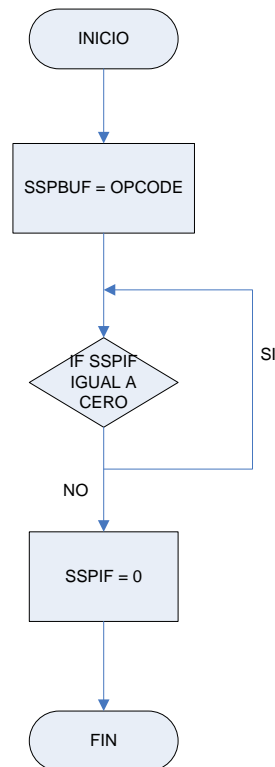 INICIO
SSPBUF = OPCODE
IF SSPIF
IGUAL A
CERO
SI
NO
SSPIF = 0
FIN